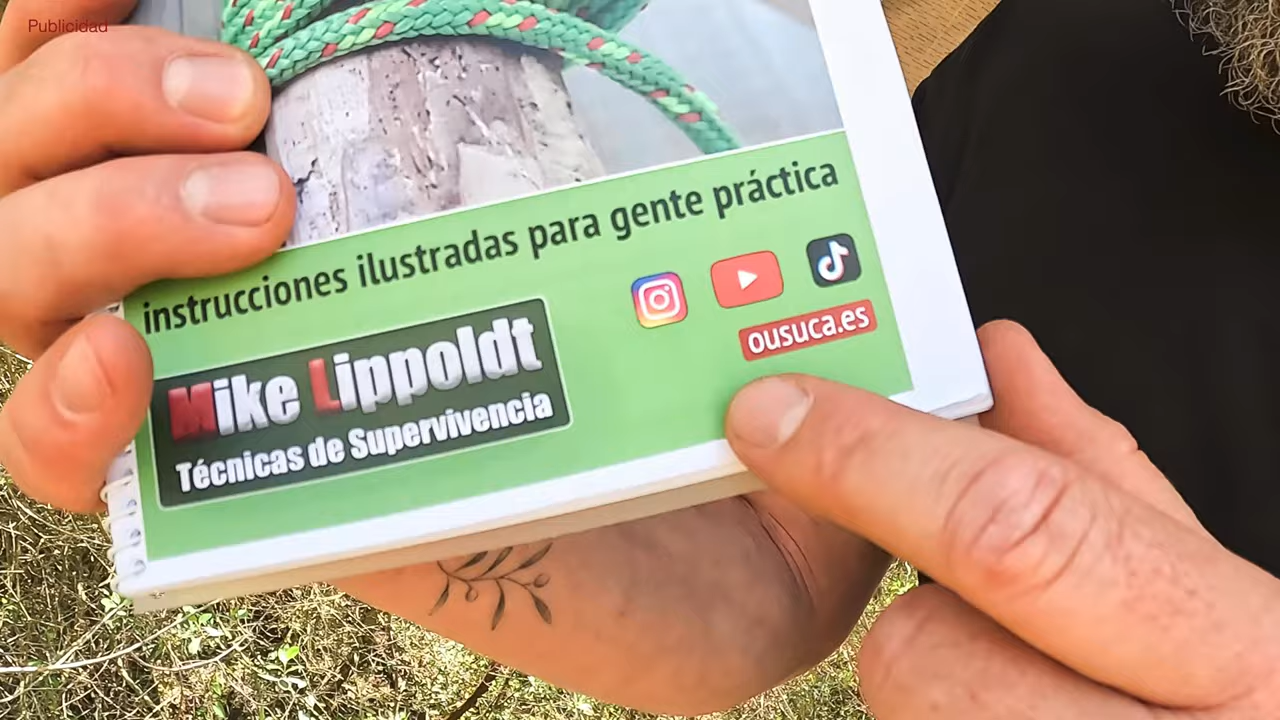 Publicidad
instrucciones ilustradas para gente práctica
Mike Lippoldt
Técnicas de Supervivencia
ousuca.es